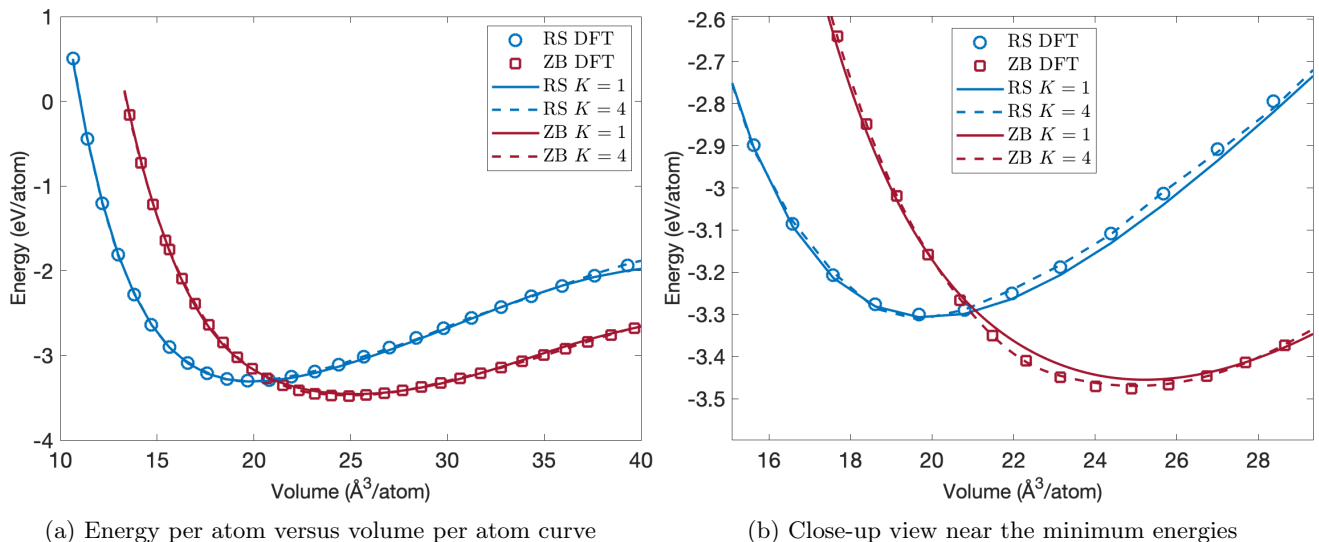 1
0
-1
-2
-3
-4
10
15
20
25
30
35
40
Energy (eV/atom)
Volume (Å³/atom)
RS DFT
ZB DFT
RS K = 1
RS K = 4
ZB K = 1
ZB K = 4
(a) Energy per atom versus volume per atom curve
-2.6
-2.7
-2.8
-2.9
-3
-3.1
-3.2
-3.3
-3.4
-3.5
16
18
20
22
24
26
28
Energy (eV/atom)
Volume (Å³/atom)
RS DFT
ZB DFT
RS K = 1
RS K = 4
ZB K = 1
ZB K = 4
(b) Close-up view near the minimum energies